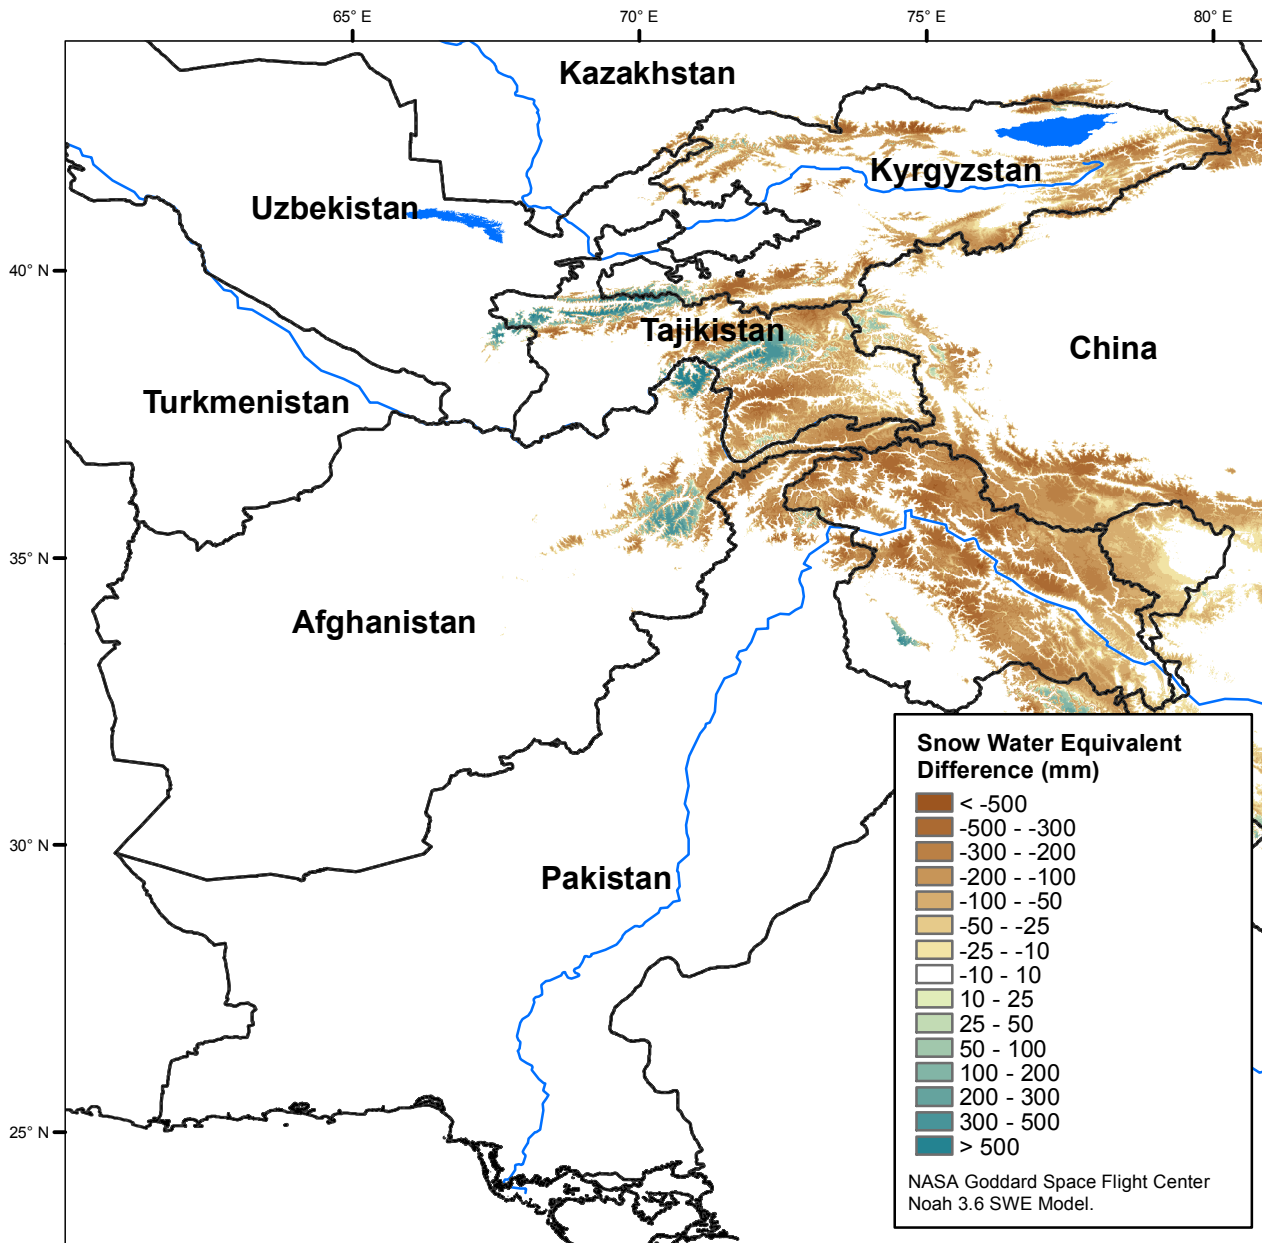 65° E
70° E
75° E
80° E
Kazakhstan
Kyrgyzstan
Uzbekistan
40° N
Tajikistan
China
Turkmenistan
35° N
Afghanistan
30° N
Pakistan
25° N
Snow Water Equivalent
Difference (mm)
< -500
-500 - -300
-300 - -200
-200 - -100
-100 - -50
-50 - -25
-25 - -10
-10 - 10
10 - 25
25 - 50
50 - 100
100 - 200
200 - 300
300 - 500
> 500
NASA Goddard Space Flight Center
Noah 3.6 SWE Model.